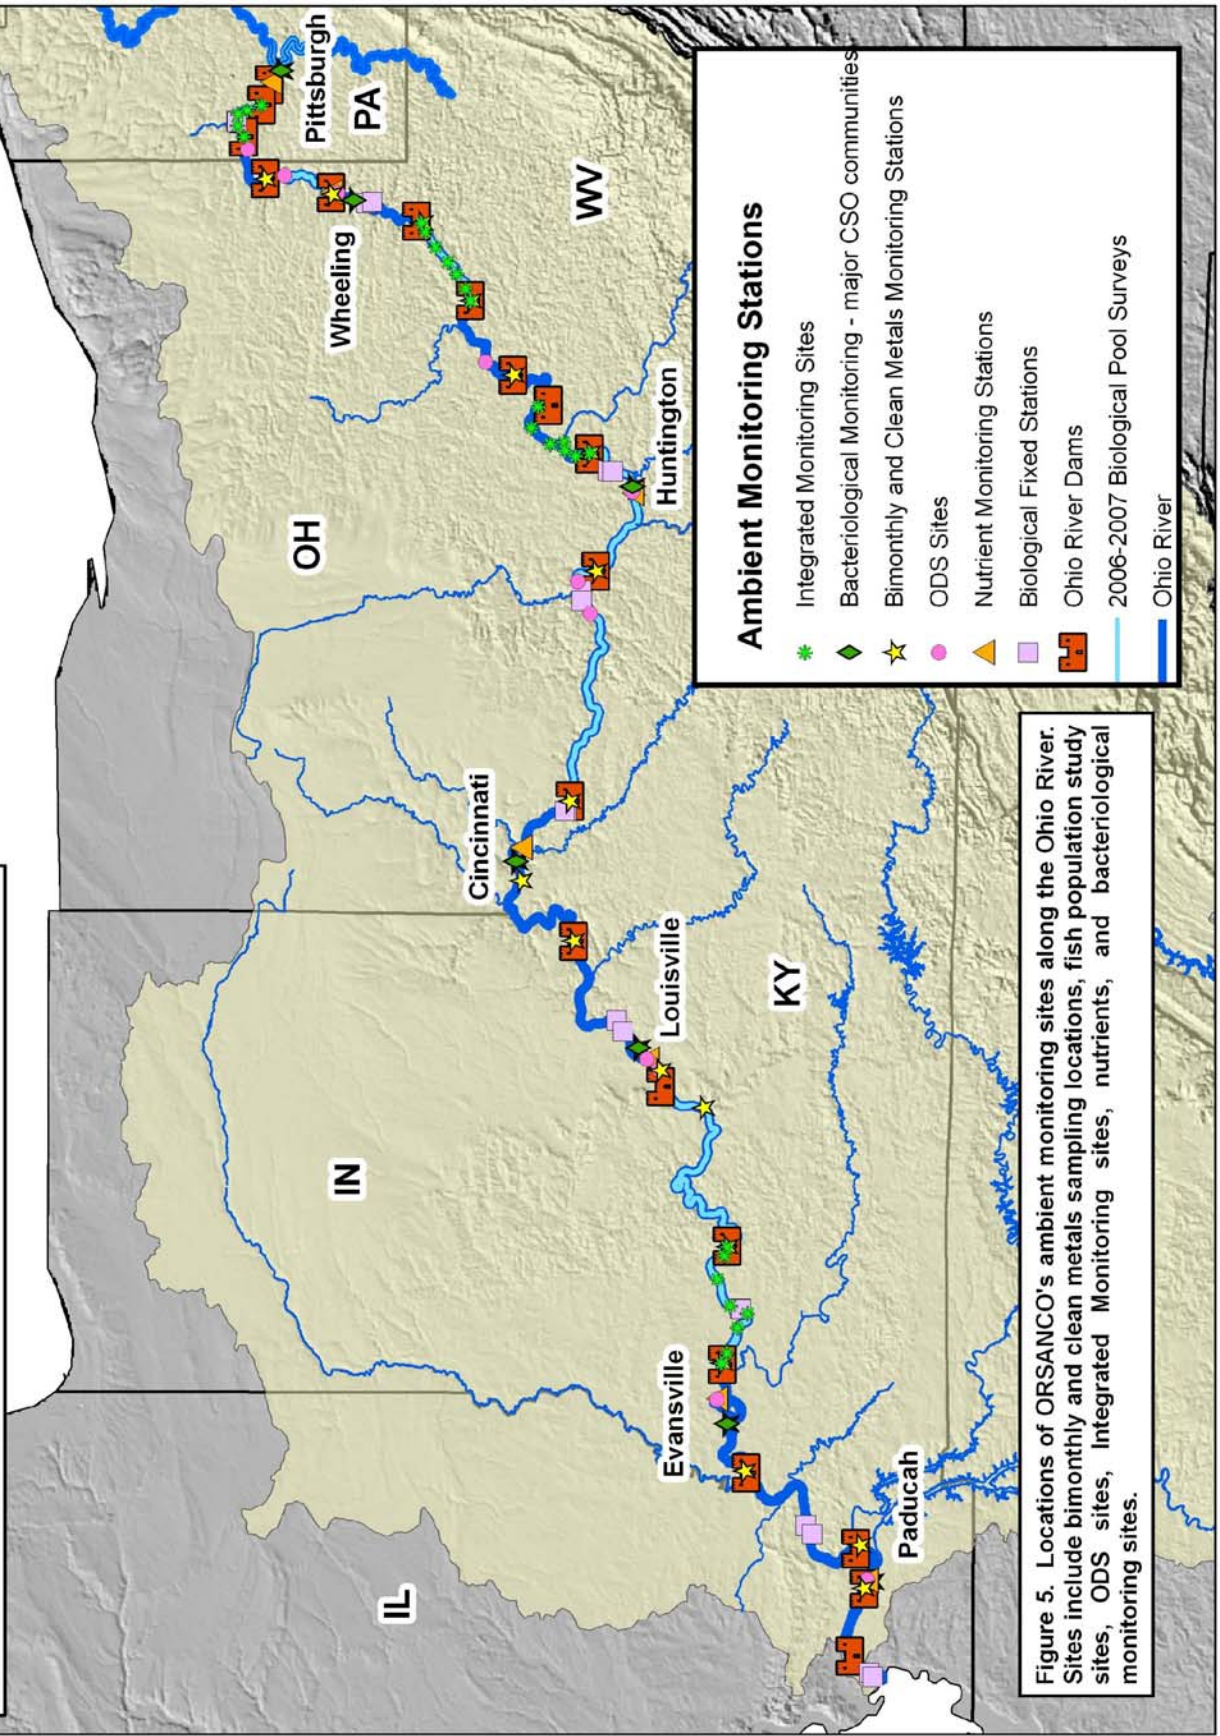 Pittsburgh
PA
Wheeling
WV
OH
Huntington
Cincinnati
Louisville
KY
IN
Evansville
IL
Paducah
Ambient Monitoring Stations
Integrated Monitoring Sites
Bacteriological Monitoring - major CSO communities
Bimonthly and Clean Metals Monitoring Stations
ODS Sites
Nutrient Monitoring Stations
Biological Fixed Stations
Ohio River Dams
2006-2007 Biological Pool Surveys
Ohio River
Figure 5. Locations of ORSANCO's ambient monitoring sites along the Ohio River.
Sites include bimonthly and clean metals sampling locations, fish population study
sites, ODS sites, Integrated Monitoring sites, nutrients, and bacteriological
monitoring sites.